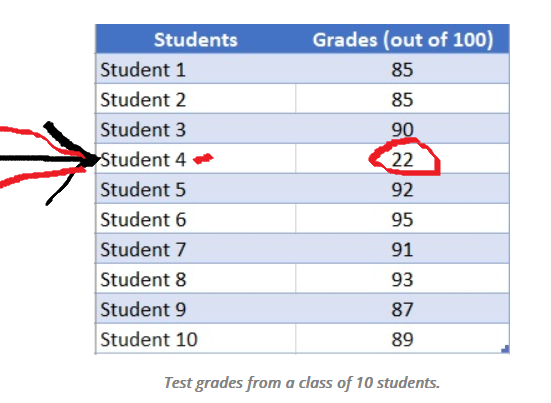 Students Grades (out of 100)
Student 1 85
Student 2 85
Student 3 90
Student 4 22
Student 5 92
Student 6 95
Student 7 91
Student 8 93
Student 9 87
Student 10 89
Test grades from a class of 10 students.